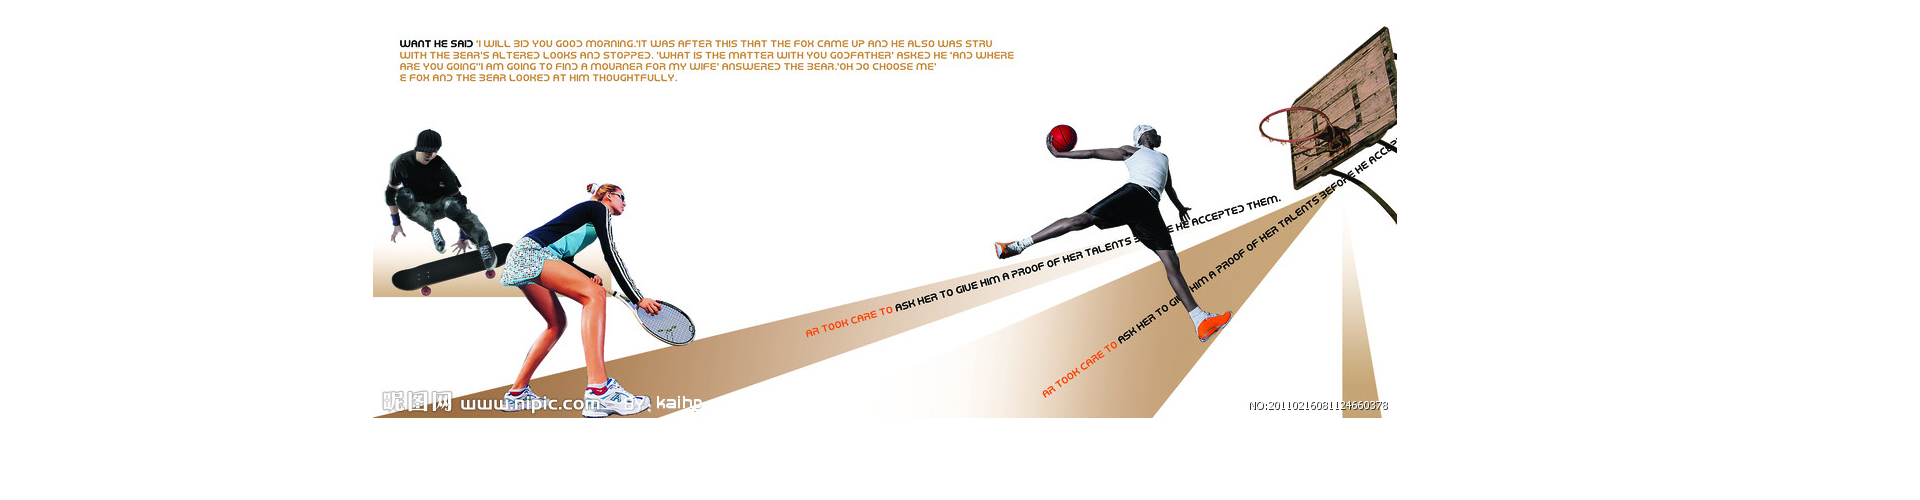 WANT HE SAID 'I WILL BID YOU GOOD MORNING.'IT WAS AFTER THIS THAT THE FOX CAME UP AND HE ALSO WAS STRU
WITH THE BEAR'S ALTERED LOOKS AND STOPPED. 'WHAT IS THE MATTER WITH YOU GODFATHER' ASKED HE 'AND WHERE
ARE YOU GOING''I AM GOING TO FIND A MOURNER FOR MY WIFE' ANSWERED THE BEAR.'OH DO CHOOSE ME'
E FOX AND THE BEAR LOOKED AT HIM THOUGHTFULLY.
AR TOOK CARE TO ASK HER TO GIVE HIM A PROOF OF HER TALENTS HE ACCEPTED THEM.
AR TOOK CARE TO ASK HER TO HIM A PROOF OF HER TALENTS BEFORE HE ACCEP
昵图网 www.nipic.com BY: kaihp
NO:20110216081124660378